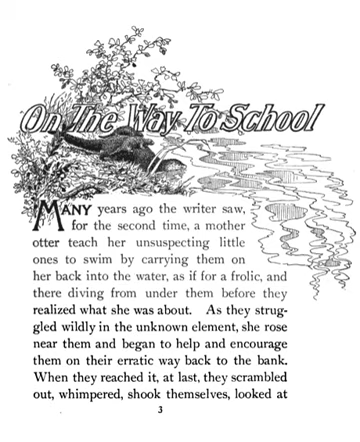 On The Way To School
MANY years ago the writer saw,
for the second time, a mother
otter teach her unsuspecting little
ones to swim by carrying them on
her back into the water, as if for a frolic, and
there diving from under them before they
realized what she was about. As they strug-
gled wildly in the unknown element, she rose
near them and began to help and encourage
them on their erratic way back to the bank.
When they reached it, at last, they scrambled
out, whimpered, shook themselves, looked at
3